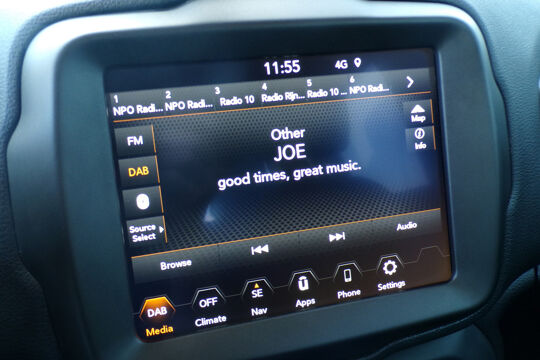 11:55 4G
1 2 3 4 5 6
NPO Radi... NPO Radi... Radio 10 Radio Rijn... Radio 10 ... NPO Radi...
FM
Map
Other
DAB
JOE
Info
good times, great music.
Source
Select
Browse Audio
DAB OFF SE
Media Climate Nav Apps Phone Settings